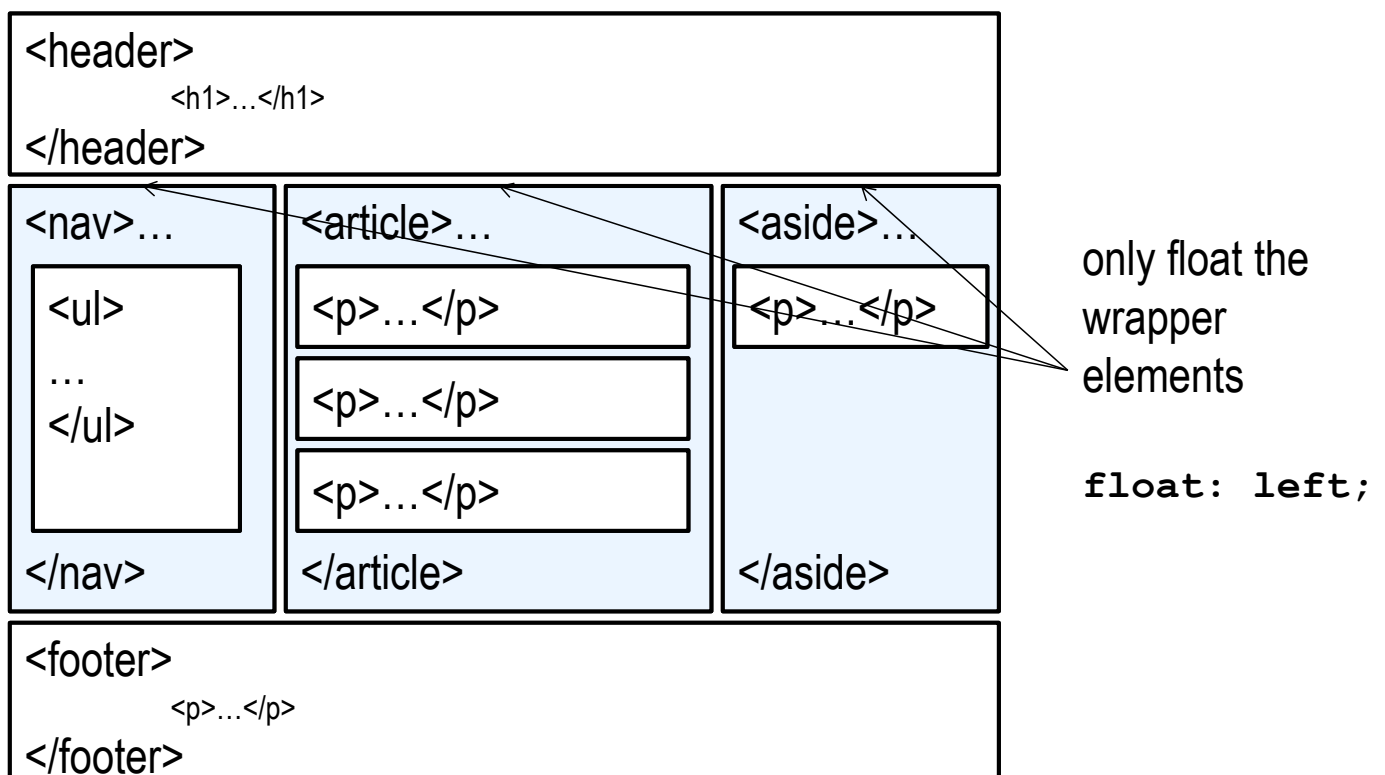 <header>
<h1>…</h1>
</header>
<nav>…
<ul>
…
</ul>
</nav>
<article>…
<p>…</p>
<p>…</p>
<p>…</p>
</article>
<aside>…
<p>…</p>
</aside>
only float the
wrapper
elements
float: left;
<footer>
<p>…</p>
</footer>